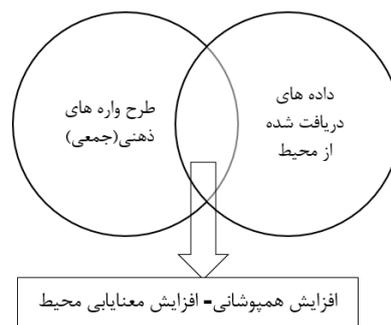 داده های
دریافت شده
از محیط
طرح واره های
ذهنی(جمعی)
افزایش همپوشانی- افزایش معنایابی محیط